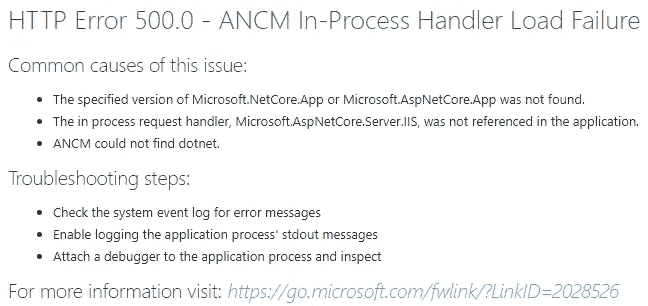 HTTP Error 500.0 - ANCM In-Process Handler Load Failure
Common causes of this issue:
• The specified version of Microsoft.NetCore.App or Microsoft.AspNetCore.App was not found.
• The in process request handler, Microsoft.AspNetCore.Server.IIS, was not referenced in the application.
• ANCM could not find dotnet.
Troubleshooting steps:
• Check the system event log for error messages
• Enable logging the application process' stdout messages
• Attach a debugger to the application process and inspect
For more information visit: https://go.microsoft.com/fwlink/?LinkID=2028526